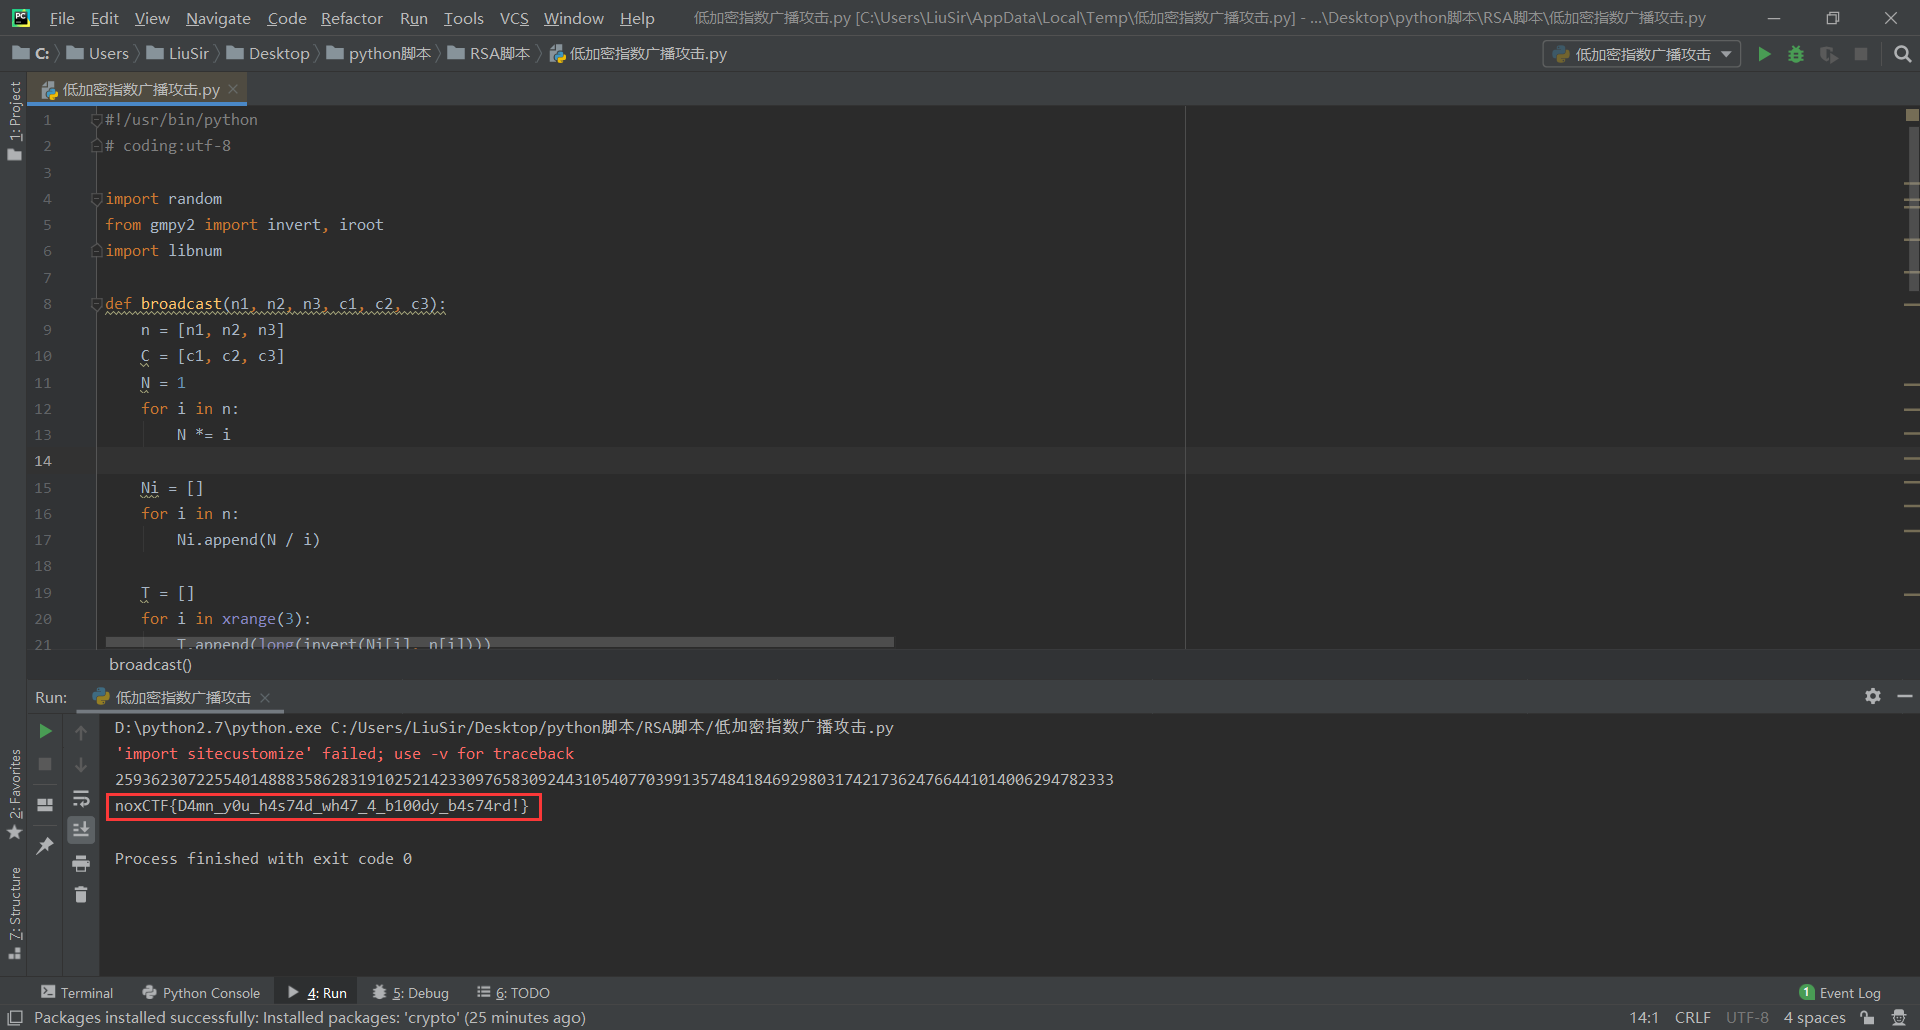 File Edit View Navigate Code Refactor Run Tools VCS Window Help 低加密指数广播攻击.py [C:\Users\LiuSir\AppData\Local\Temp\低加密指数广播攻击.py] - ...\Desktop\python脚本\RSA脚本\低加密指数广播攻击.py
C: Users LiuSir Desktop python脚本 RSA脚本 低加密指数广播攻击.py 低加密指数广播攻击
1: Project
低加密指数广播攻击.py
1 #!/usr/bin/python
2 # coding:utf-8
3
4 import random
5 from gmpy2 import invert, iroot
6 import libnum
7
8 def broadcast(n1, n2, n3, c1, c2, c3):
9 n = [n1, n2, n3]
10 C = [c1, c2, c3]
11 N = 1
12 for i in n:
13 N *= i
14
15 Ni = []
16 for i in n:
17 Ni.append(N / i)
18
19 T = []
20 for i in xrange(3):
21 T.append(long(invert(Ni[i], n[i])))
broadcast()
Run: 低加密指数广播攻击
D:\python2.7\python.exe C:/Users/LiuSir/Desktop/python脚本/RSA脚本/低加密指数广播攻击.py
'import sitecustomize' failed; use -v for traceback
259362307225540148883586283191025214233097658309244310540770399135748418469298031742173624766441014006294782333
noxCTF{D4mn_y0u_h4s74d_wh47_4_b100dy_b4s74rd!}
Process finished with exit code 0
2: Favorites
7: Structure
Terminal Python Console 4: Run 5: Debug 6: TODO 1 Event Log
Packages installed successfully: Installed packages: 'crypto' (25 minutes ago) 14:1 CRLF UTF-8 4 spaces